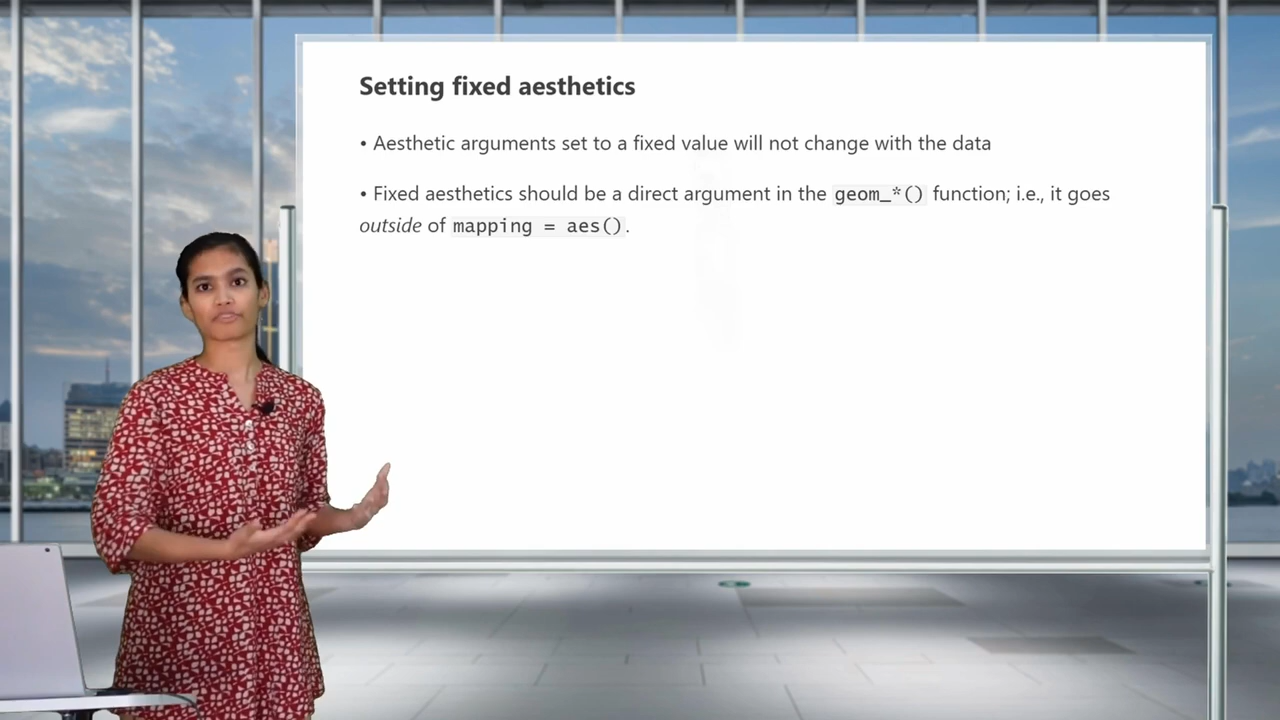 Setting fixed aesthetics
• Aesthetic arguments set to a fixed value will not change with the data
• Fixed aesthetics should be a direct argument in the geom_*() function; i.e., it goes
outside of mapping = aes().